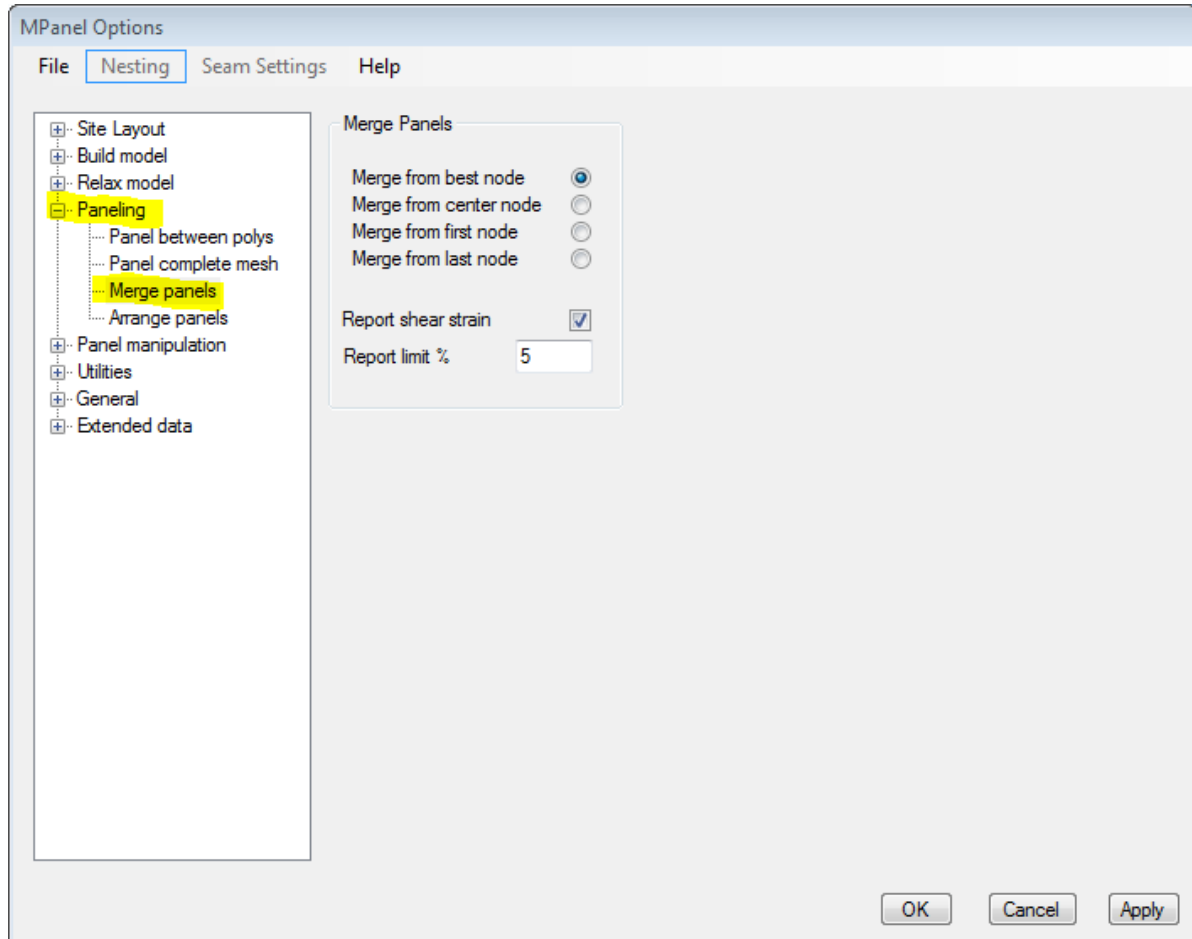 MPanel Options
File Nesting Seam Settings Help
Site Layout
Build model
Relax model
Paneling
Panel between polys
Panel complete mesh
Merge panels
Arrange panels
Panel manipulation
Utilities
General
Extended data
Merge Panels
Merge from best node
Merge from center node
Merge from first node
Merge from last node
Report shear strain
Report limit % 5
OK Cancel Apply